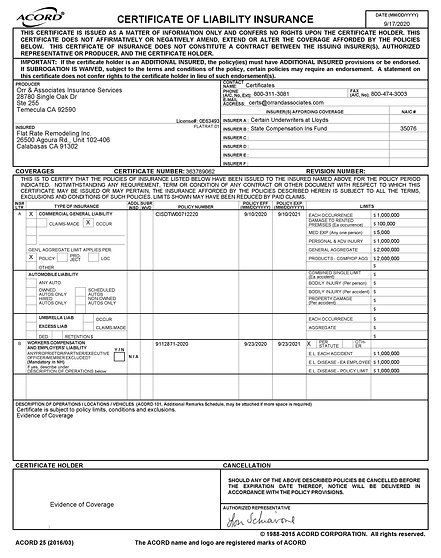 ACORD®
CERTIFICATE OF LIABILITY INSURANCE
DATE (MM/DD/YYYY)
9/17/2020
THIS CERTIFICATE IS ISSUED AS A MATTER OF INFORMATION ONLY AND CONFERS NO RIGHTS UPON THE CERTIFICATE HOLDER. THIS
CERTIFICATE DOES NOT AFFIRMATIVELY OR NEGATIVELY AMEND, EXTEND OR ALTER THE COVERAGE AFFORDED BY THE POLICIES
BELOW. THIS CERTIFICATE OF INSURANCE DOES NOT CONSTITUTE A CONTRACT BETWEEN THE ISSUING INSURER(S), AUTHORIZED
REPRESENTATIVE OR PRODUCER, AND THE CERTIFICATE HOLDER.
IMPORTANT: If the certificate holder is an ADDITIONAL INSURED, the policy(ies) must have ADDITIONAL INSURED provisions or be endorsed.
If SUBROGATION IS WAIVED, subject to the terms and conditions of the policy, certain policies may require an endorsement. A statement on
this certificate does not confer rights to the certificate holder in lieu of such endorsement(s).
PRODUCER
Orr & Associates Insurance Services
28780 Single Oak Dr
Ste 255
Temecula CA 92590
License#: 0E63493
CONTACT NAME: Certificates
PHONE (A/C, No, Ext): 800-311-3081
FAX (A/C, No): 800-474-3003
E-MAIL ADDRESS: certs@orrandassociates.com
INSURER(S) AFFORDING COVERAGE NAIC #
INSURER A : Certain Underwriters at Lloyds
INSURED FLATRAT-01
Flat Rate Remodeling Inc.
26500 Agoura Rd. Unit 102-406
Calabasas CA 91302
INSURER B : State Compensation Ins Fund 35076
INSURER C :
INSURER D :
INSURER E :
INSURER F :
COVERAGES CERTIFICATE NUMBER: 363789062 REVISION NUMBER:
THIS IS TO CERTIFY THAT THE POLICIES OF INSURANCE LISTED BELOW HAVE BEEN ISSUED TO THE INSURED NAMED ABOVE FOR THE POLICY PERIOD
INDICATED. NOTWITHSTANDING ANY REQUIREMENT, TERM OR CONDITION OF ANY CONTRACT OR OTHER DOCUMENT WITH RESPECT TO WHICH THIS
CERTIFICATE MAY BE ISSUED OR MAY PERTAIN, THE INSURANCE AFFORDED BY THE POLICIES DESCRIBED HEREIN IS SUBJECT TO ALL THE TERMS,
EXCLUSIONS AND CONDITIONS OF SUCH POLICIES. LIMITS SHOWN MAY HAVE BEEN REDUCED BY PAID CLAIMS.
INSR LTR TYPE OF INSURANCE ADDL INSD SUBR WVD POLICY NUMBER POLICY EFF (MM/DD/YYYY) POLICY EXP (MM/DD/YYYY) LIMITS
A X COMMERCIAL GENERAL LIABILITY CISDTW00712220 9/10/2020 9/10/2021 EACH OCCURRENCE $ 1,000,000
CLAIMS-MADE X OCCUR DAMAGE TO RENTED PREMISES (Ea occurrence) $ 100,000
MED EXP (Any one person) $ 5,000
PERSONAL & ADV INJURY $ 1,000,000
GEN'L AGGREGATE LIMIT APPLIES PER: GENERAL AGGREGATE $ 2,000,000
X POLICY PRO-JECT LOC PRODUCTS - COMP/OP AGG $ 2,000,000
OTHER: $
AUTOMOBILE LIABILITY COMBINED SINGLE LIMIT (Ea accident) $
ANY AUTO BODILY INJURY (Per person) $
OWNED AUTOS ONLY SCHEDULED AUTOS BODILY INJURY (Per accident) $
HIRED AUTOS ONLY NON-OWNED AUTOS ONLY PROPERTY DAMAGE (Per accident) $
$
UMBRELLA LIAB OCCUR EACH OCCURRENCE $
EXCESS LIAB CLAIMS-MADE AGGREGATE $
DED RETENTION $ $
B WORKERS COMPENSATION AND EMPLOYERS' LIABILITY Y / N 9112871-2020 9/23/2020 9/23/2021 X PER STATUTE OTH-ER
ANYPROPRIETOR/PARTNER/EXECUTIVE OFFICER/MEMBER EXCLUDED? N / A E.L. EACH ACCIDENT $ 1,000,000
(Mandatory in NH) E.L. DISEASE - EA EMPLOYEE $ 1,000,000
If yes, describe under DESCRIPTION OF OPERATIONS below E.L. DISEASE - POLICY LIMIT $ 1,000,000
DESCRIPTION OF OPERATIONS / LOCATIONS / VEHICLES (ACORD 101, Additional Remarks Schedule, may be attached if more space is required)
Certificate is subject to policy limits, conditions and exclusions.
Evidence of Coverage
CERTIFICATE HOLDER CANCELLATION
Evidence of Coverage
SHOULD ANY OF THE ABOVE DESCRIBED POLICIES BE CANCELLED BEFORE
THE EXPIRATION DATE THEREOF, NOTICE WILL BE DELIVERED IN
ACCORDANCE WITH THE POLICY PROVISIONS.
AUTHORIZED REPRESENTATIVE
© 1988-2015 ACORD CORPORATION. All rights reserved.
ACORD 25 (2016/03) The ACORD name and logo are registered marks of ACORD